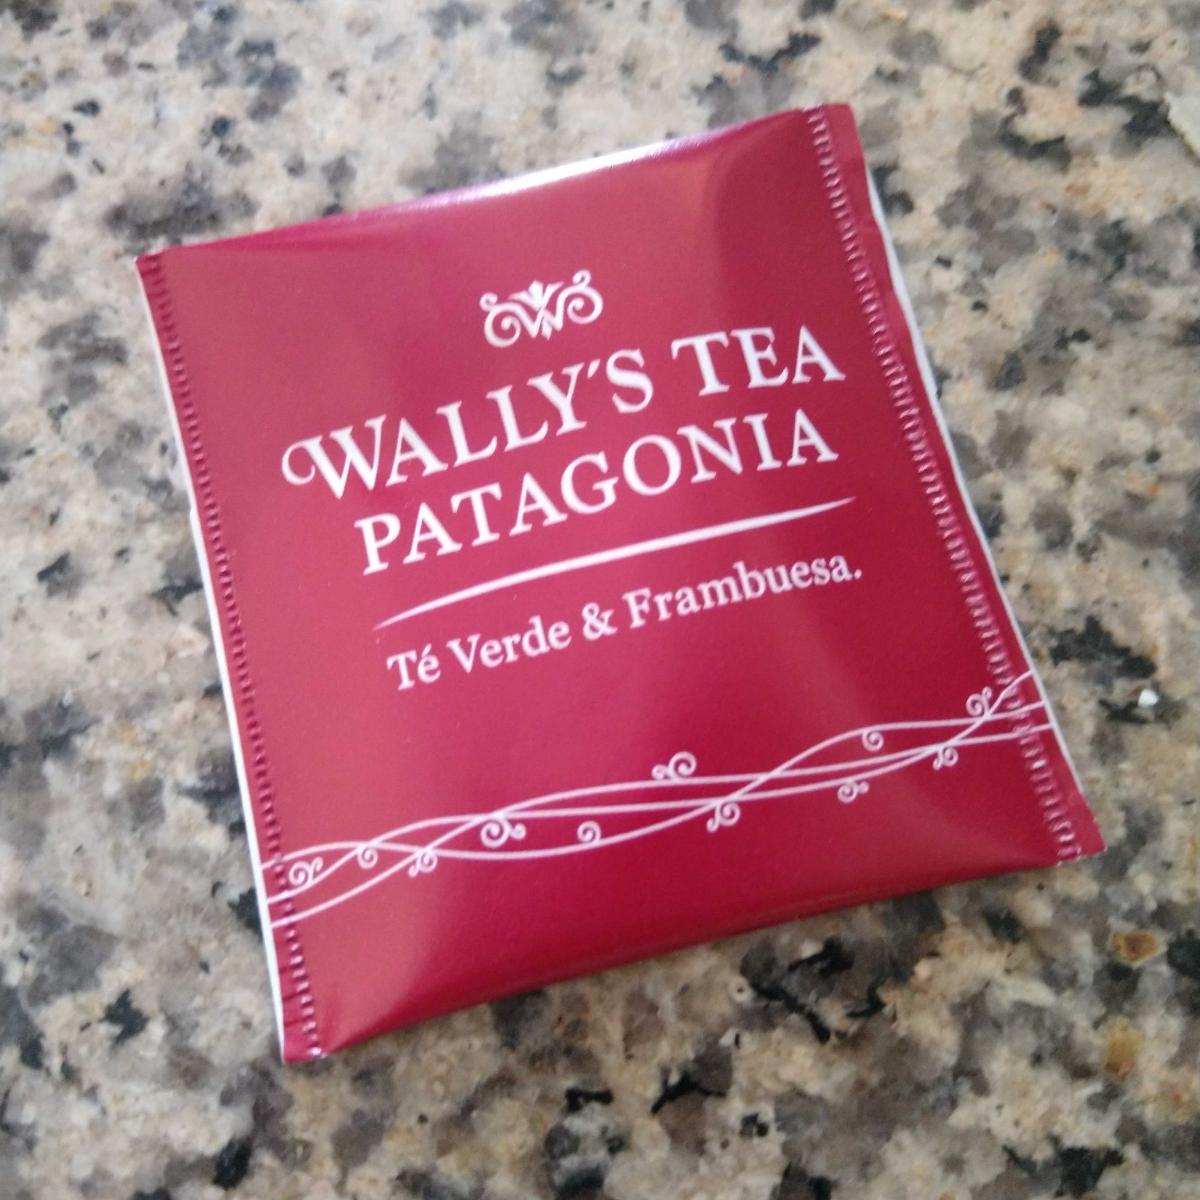 WALLY'S TEA
PATAGONIA
Té Verde & Frambuesa.